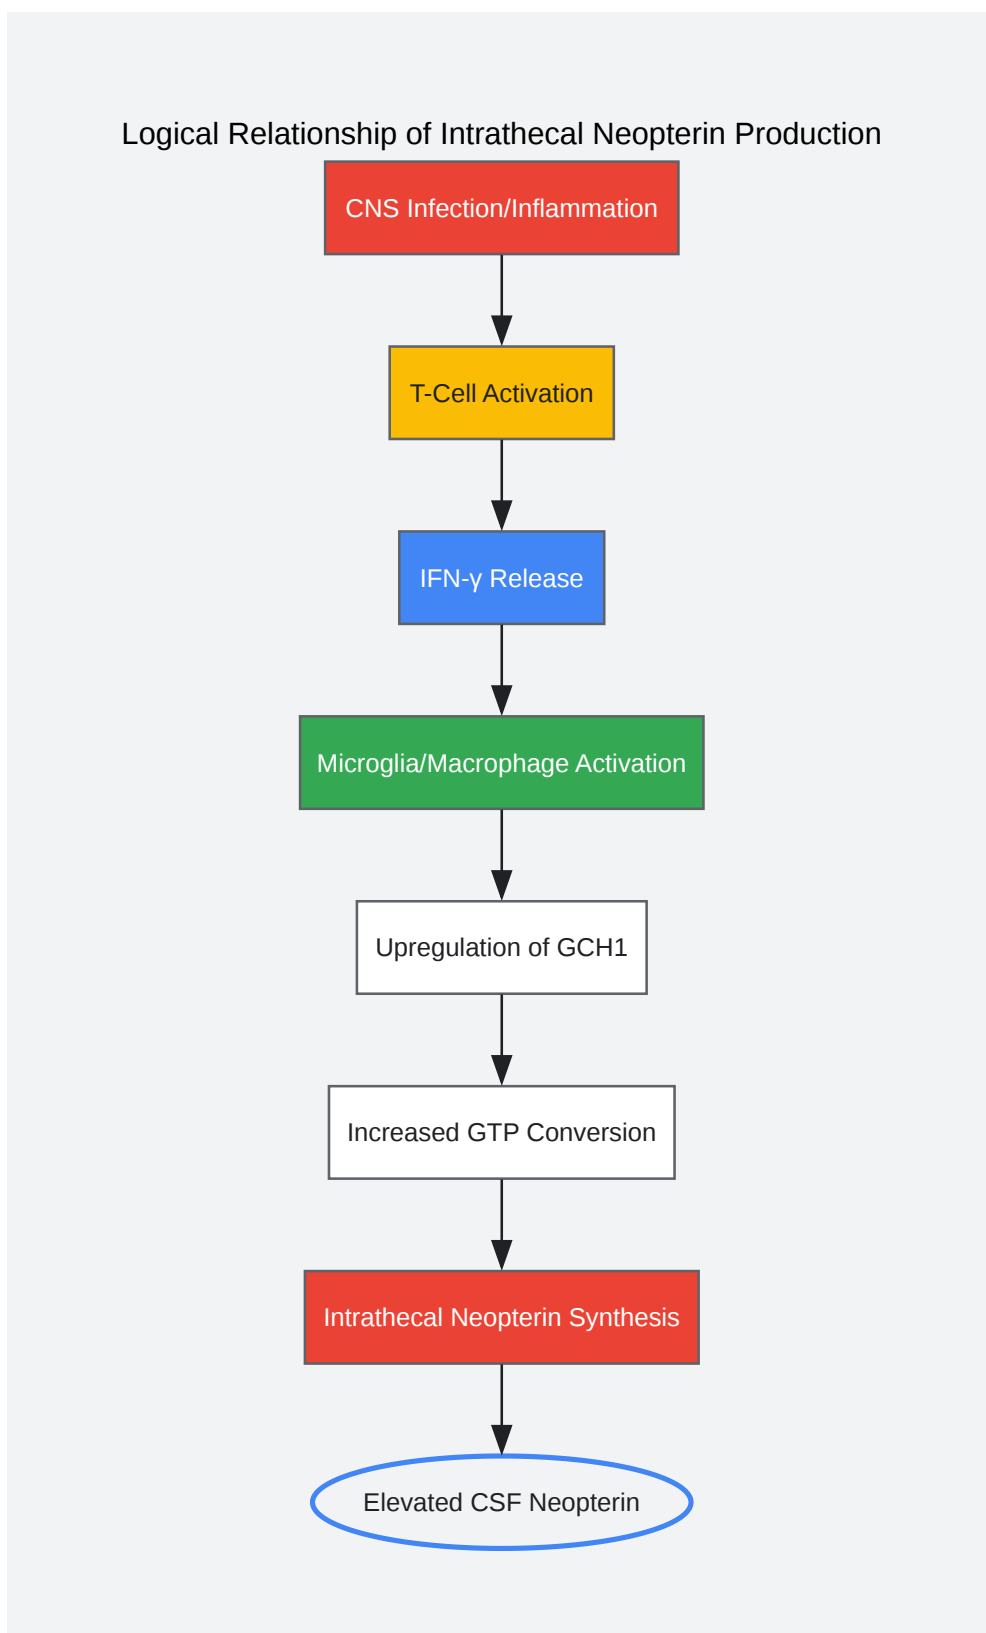 Logical Relationship of Intrathecal Neopterin Production
CNS Infection/Inflammation
T-Cell Activation
IFN-γ Release
Microglia/Macrophage Activation
Upregulation of GCH1
Increased GTP Conversion
Intrathecal Neopterin Synthesis
Elevated CSF Neopterin